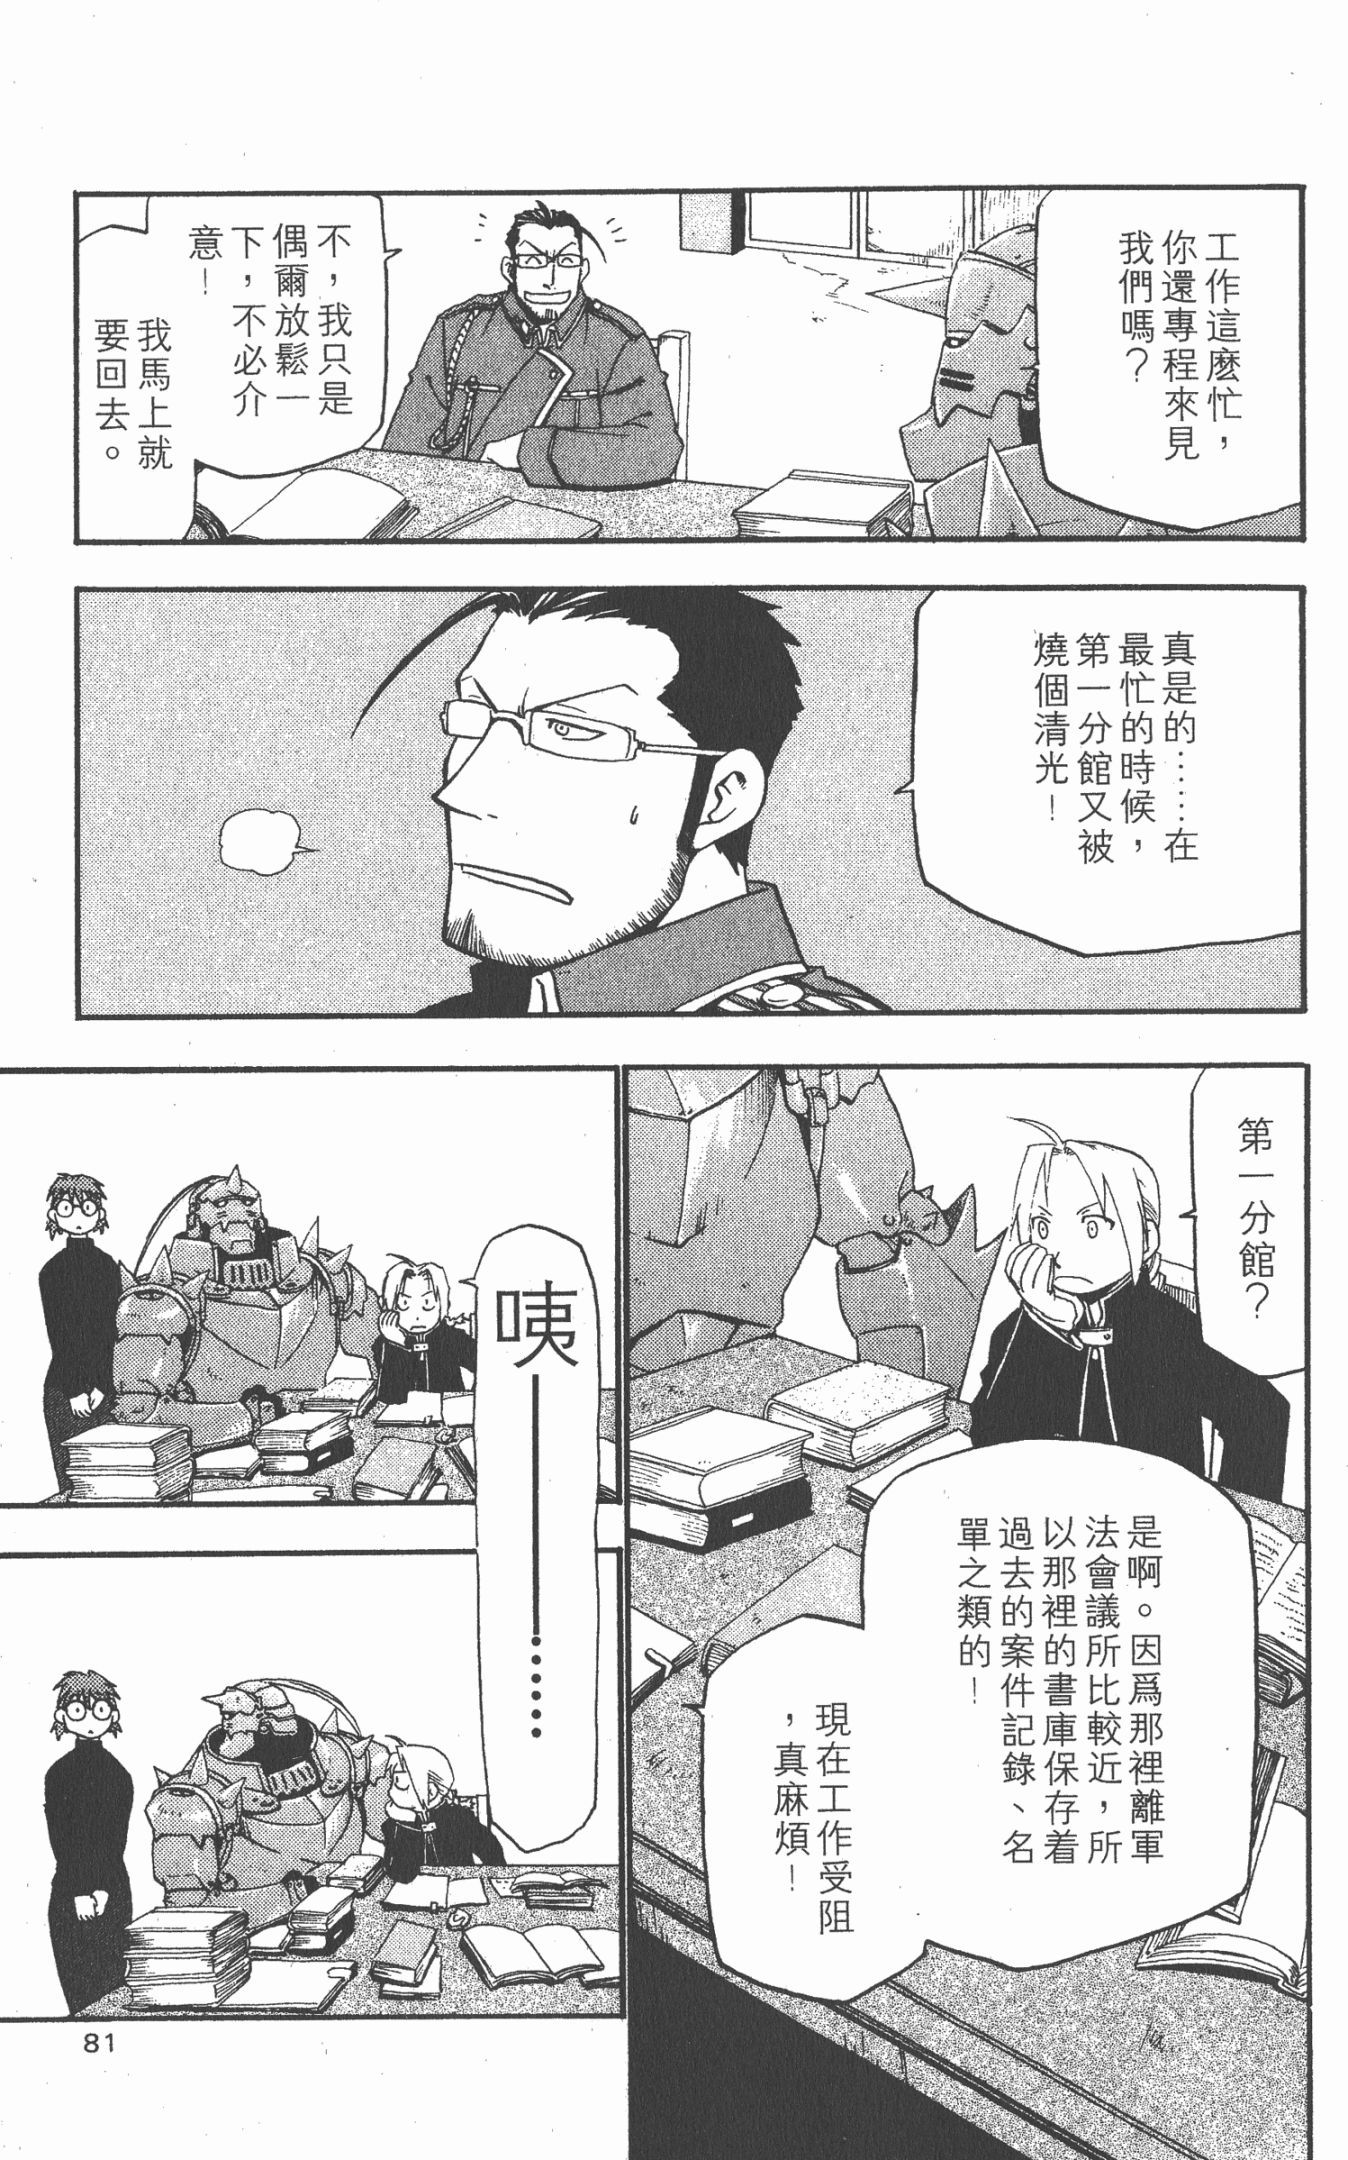 工作這麽忙，
你還專程來見
我們嗎？
不，我只是
偶爾放鬆一
下，不必介
意！
我馬上就
要回去。
真是的……在
最忙的時候，
第一分館又被
燒個清光！
第一分館？
是啊。因爲那裡離軍
法會議所比較近，所
以那裡的書庫保存着
過去的案件記錄、名
單之類的！
現在工作受阻
，真麻煩！
咦——……
81